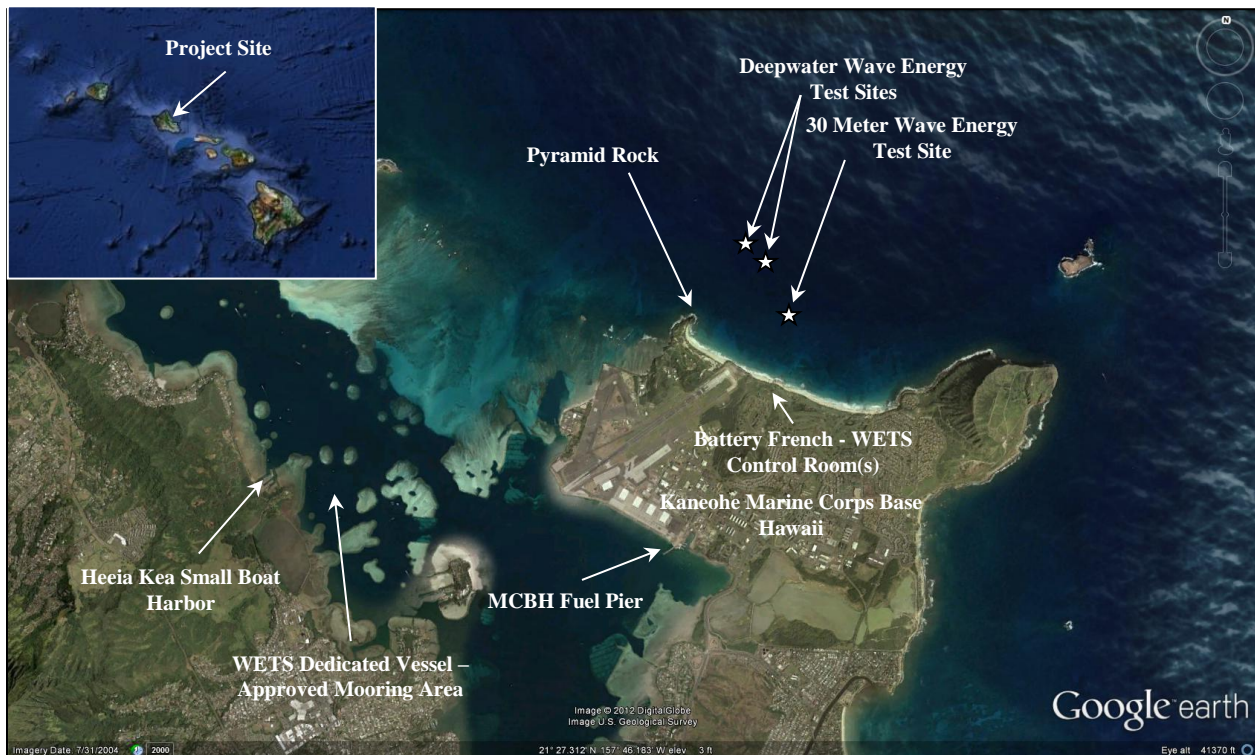 Project Site
Deepwater Wave Energy
Test Sites
30 Meter Wave Energy
Test Site
Pyramid Rock
N
Battery French - WETS
Control Room(s)
Kaneohe Marine Corps Base
Hawaii
Heeia Kea Small Boat
Harbor
MCBH Fuel Pier
WETS Dedicated Vessel –
Approved Mooring Area
Image © 2012 DigitalGlobe
Image U.S. Geological Survey
Google earth
Imagery Date: 7/31/2004
2000
21° 27.312' N 157° 46.183' W elev 3 ft
Eye alt 41370 ft